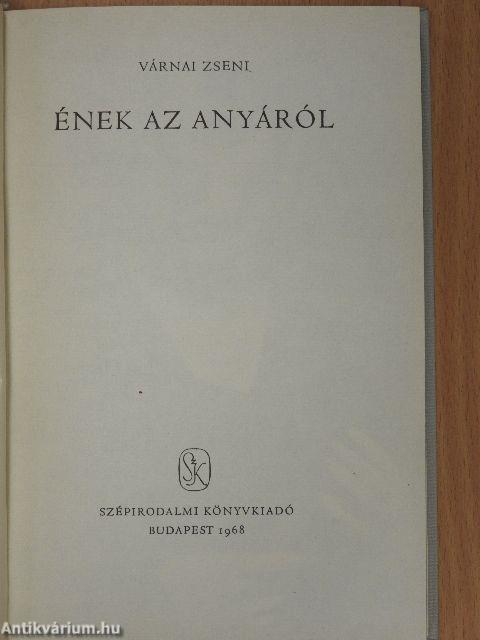 VÁRNAI ZSENI
ÉNEK AZ ANYÁRÓL
SzK
SZÉPIRODALMI KÖNYVKIADÓ
BUDAPEST 1968
Antikvárium.hu